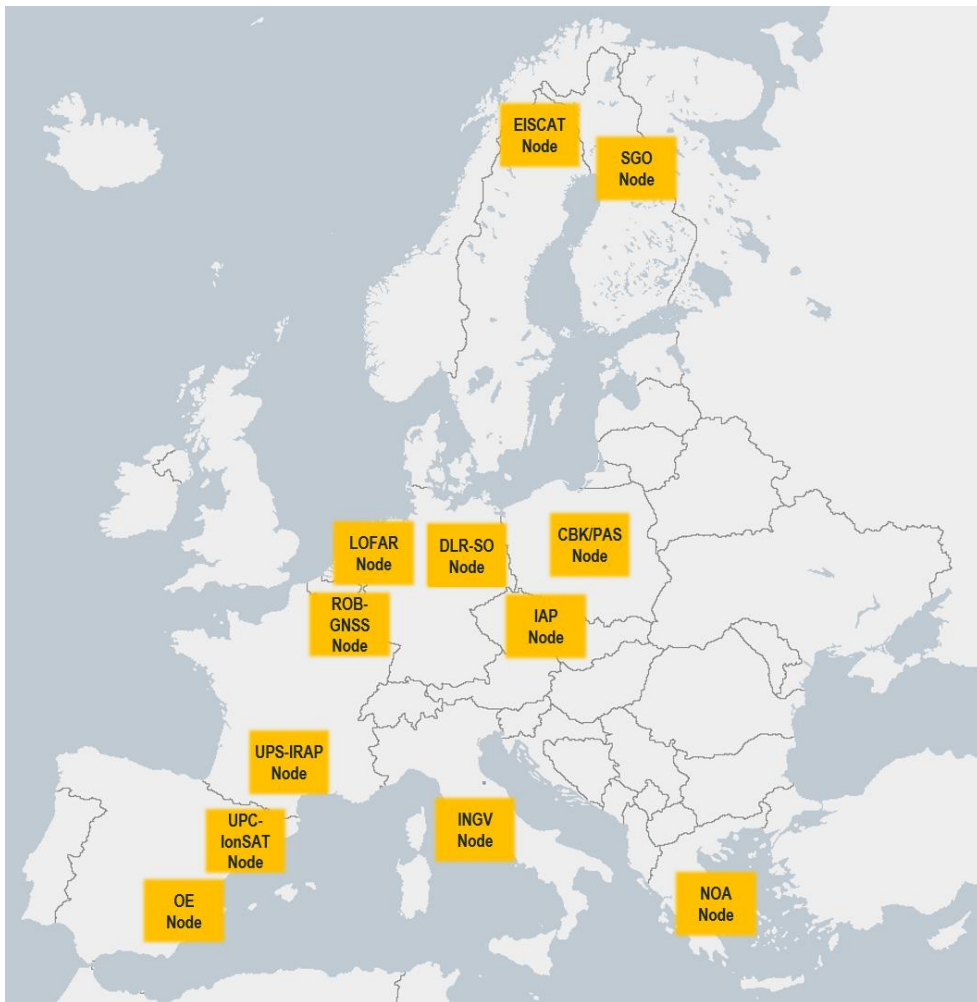 EISCAT
Node
SGO
Node
LOFAR
Node
DLR-SO
Node
CBK/PAS
Node
ROB-
GNSS
Node
IAP
Node
UPS-IRAP
Node
UPC-
IonSAT
Node
INGV
Node
OE
Node
NOA
Node